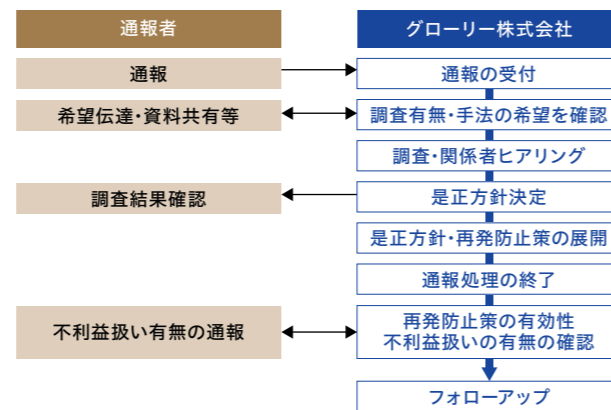 通報者
グローリー株式会社
通報
通報の受付
希望伝達・資料共有等
調査有無・手法の希望を確認
調査・関係者ヒアリング
調査結果確認
是正方針決定
是正方針・再発防止策の展開
通報処理の終了
不利益扱い有無の通報
再発防止策の有効性
不利益扱いの有無の確認
フォローアップ